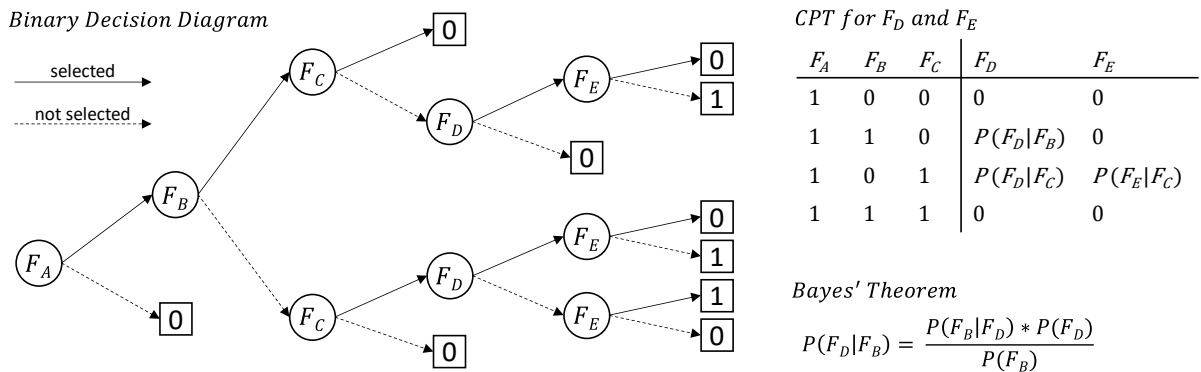 Binary Decision Diagram
selected
not selected
F_A
F_B
0
F_C
F_C
0
F_D
0
F_D
0
F_E
0
1
F_E
0
1
F_E
1
0
CPT for F_D and F_E
F_A F_B F_C F_D F_E
1 0 0 0 0
1 1 0 P(F_D|F_B) 0
1 0 1 P(F_D|F_C) P(F_E|F_C)
1 1 1 0 0
Bayes' Theorem
P(F_D|F_B) = P(F_B|F_D) * P(F_D)
P(F_B)